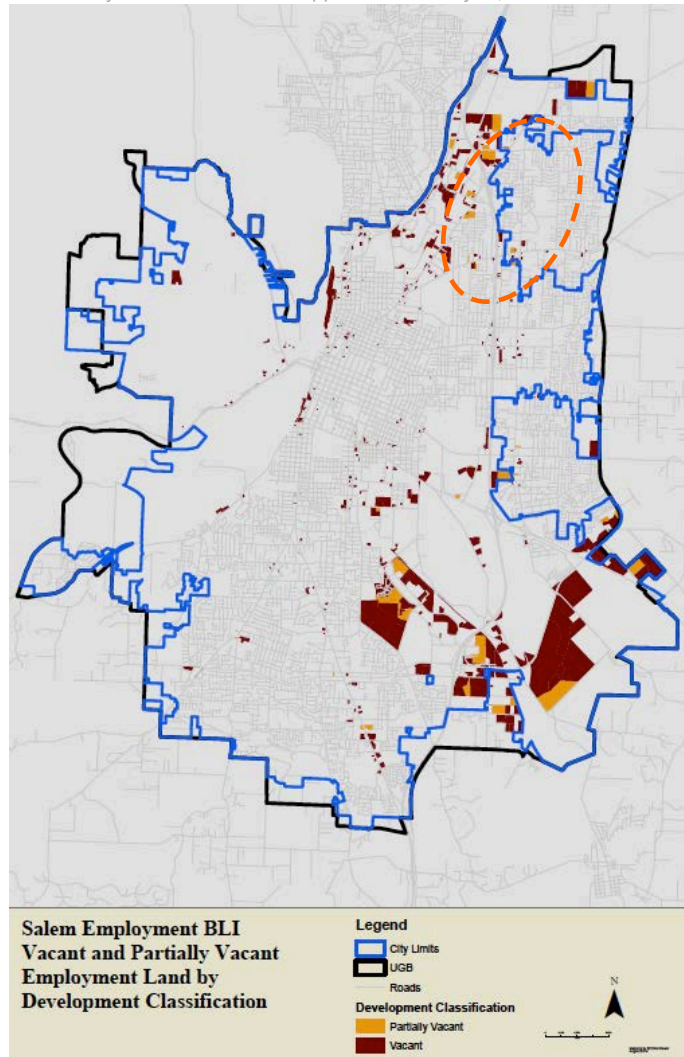 Salem Employment BLI
Vacant and Partially Vacant
Employment Land by
Development Classification
Legend
City Limits
UGB
Roads
Development Classification
Partially Vacant
Vacant
N